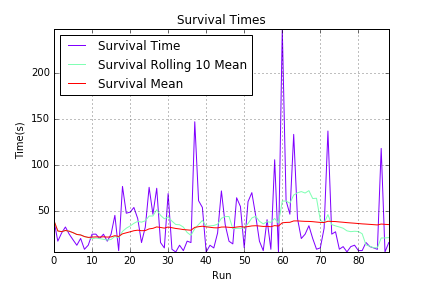 Survival Times
Survival Time
Survival Rolling 10 Mean
Survival Mean
Time(s)
200
150
100
50
0 10 20 30 40 50 60 70 80
Run